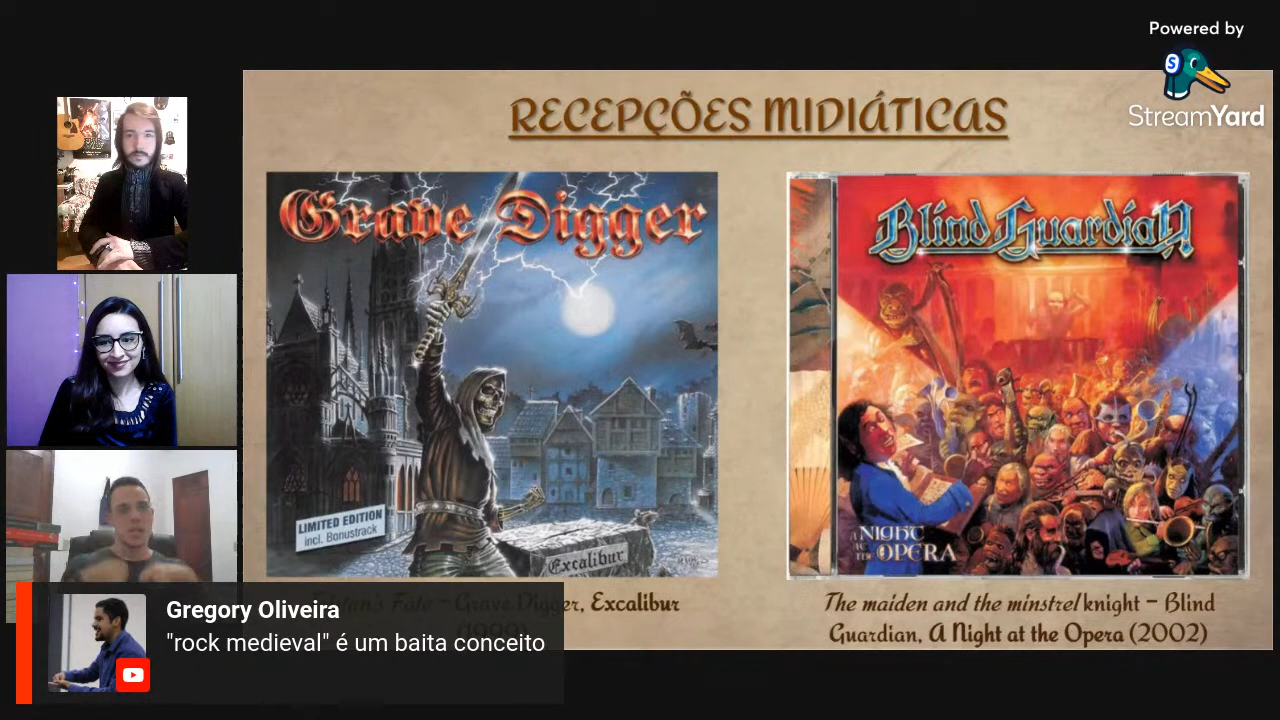 Powered by
StreamYard
RECEPÇÕES MIDIÁTICAS
Grave Digger
LIMITED EDITION
incl. Bonustrack
Excalibur
Blind Guardian
A NIGHT
AT
THE OPERA
Tristan's Fate – Grave Digger, Excalibur
(1999)
The maiden and the minstrel knight – Blind
Guardian, A Night at the Opera (2002)
Gregory Oliveira
"rock medieval" é um baita conceito